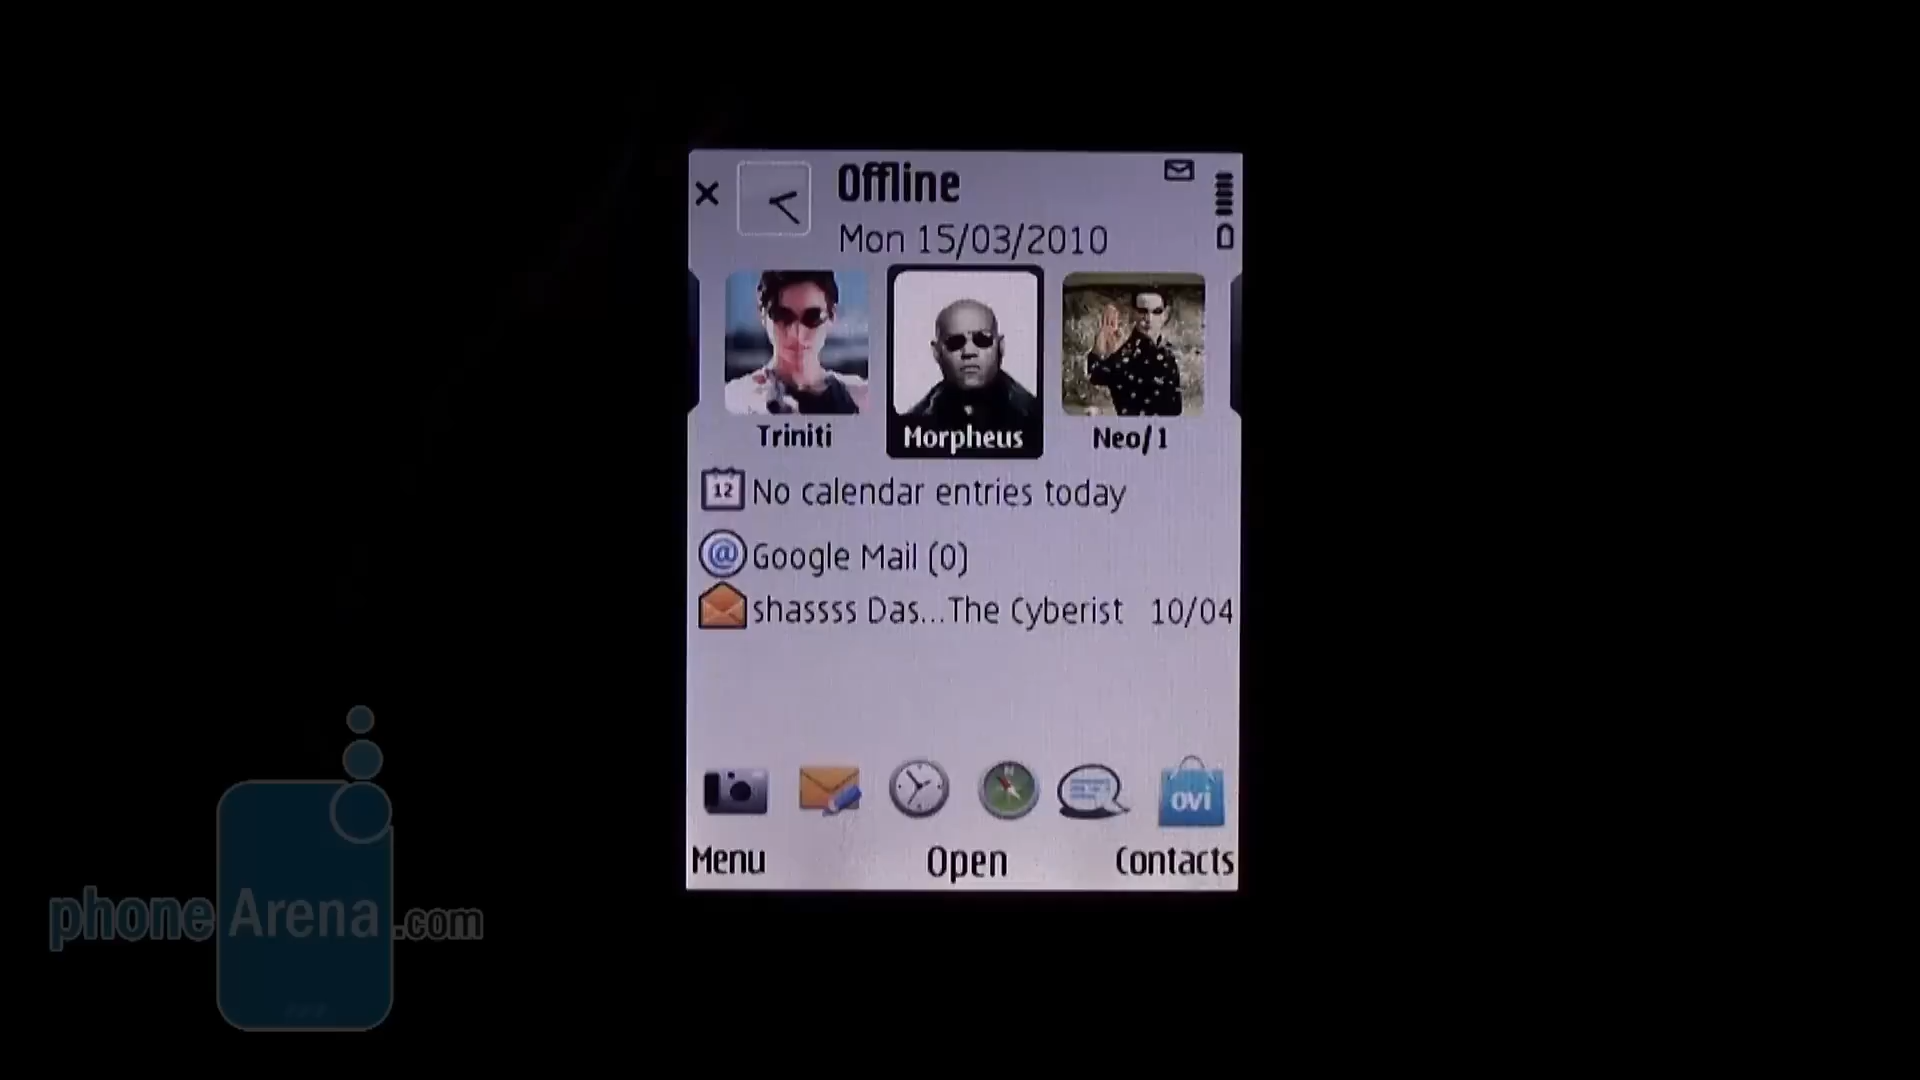 Offline
Mon 15/03/2010
Triniti
Morpheus
Neo/1
12 No calendar entries today
@ Google Mail (0)
shassss Das...The Cyberist 10/04
ovi
Menu Open Contacts
phoneArena.com